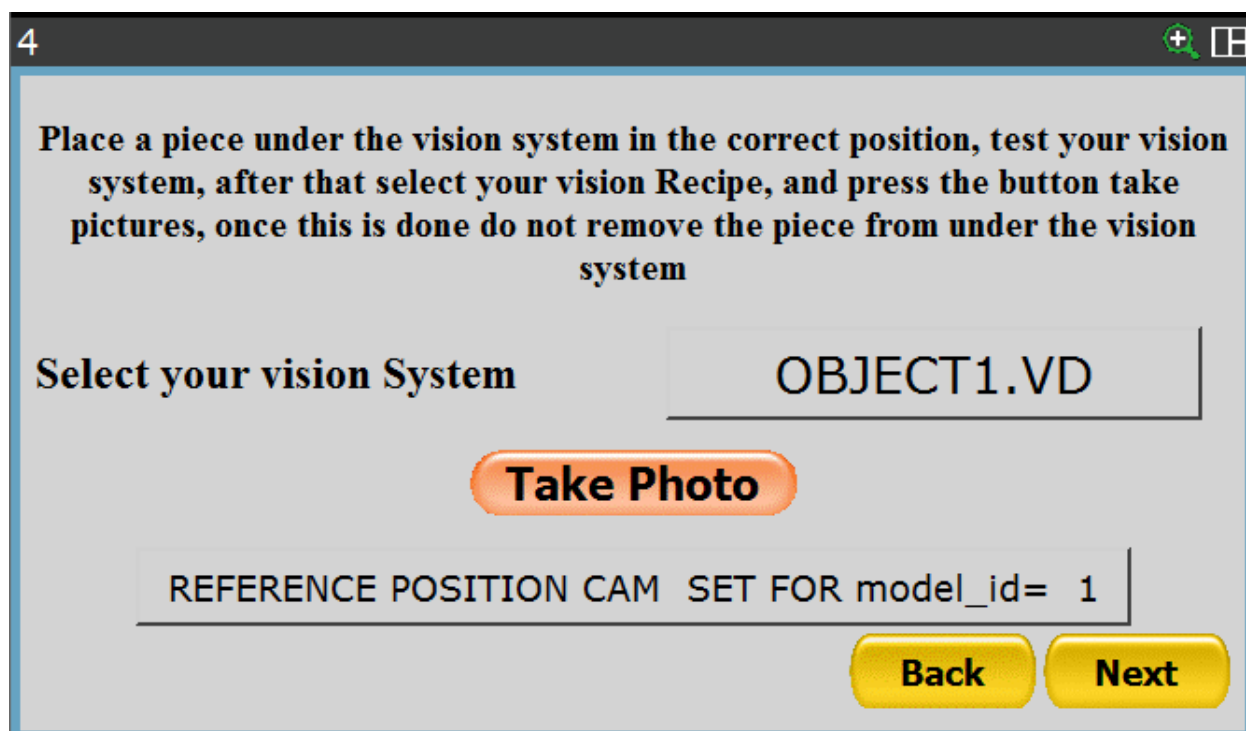 4
Place a piece under the vision system in the correct position, test your vision
system, after that select your vision Recipe, and press the button take
pictures, once this is done do not remove the piece from under the vision
system
Select your vision System
OBJECT1.VD
Take Photo
REFERENCE POSITION CAM  SET FOR model_id=  1
Back
Next